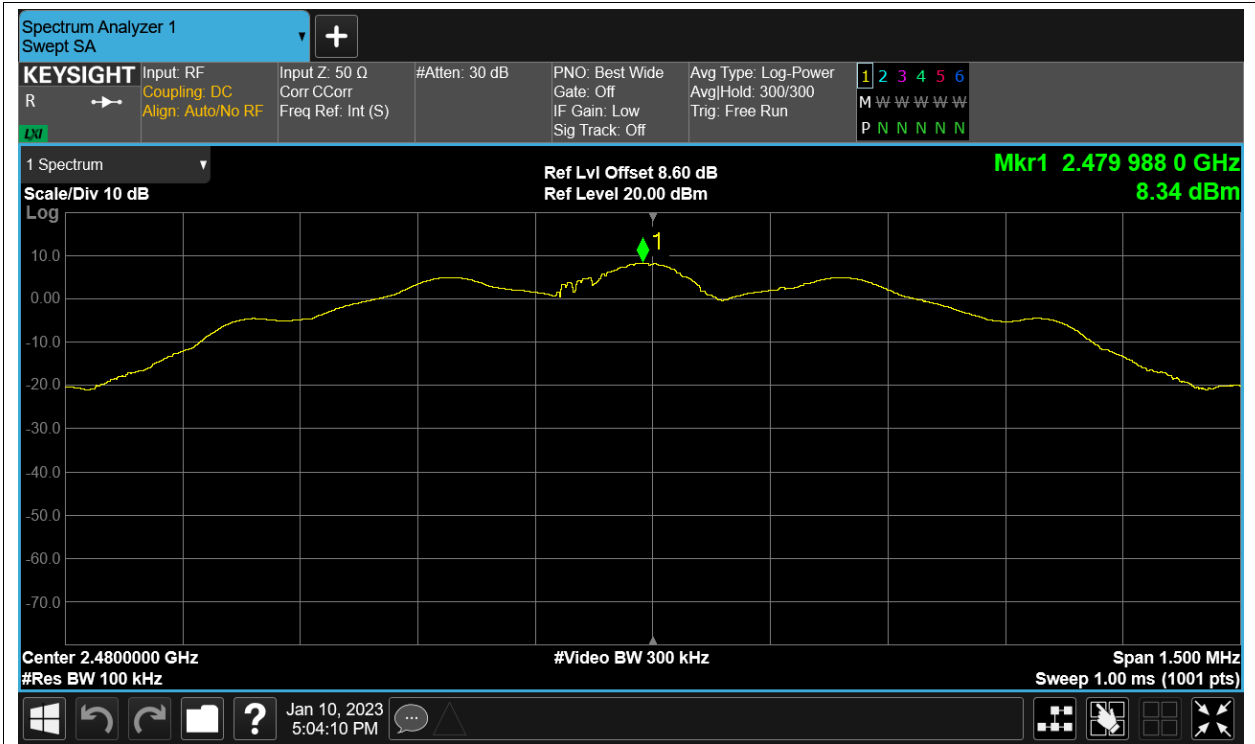 Spectrum Analyzer 1
Swept SA
KEYSIGHT
R
LXI
Input: RF
Coupling: DC
Align: Auto/No RF
Input Z: 50 Ω
Corr CCorr
Freq Ref: Int (S)
#Atten: 30 dB
PNO: Best Wide
Gate: Off
IF Gain: Low
Sig Track: Off
Avg Type: Log-Power
Avg|Hold: 300/300
Trig: Free Run
1 2 3 4 5 6
M W W W W W
P N N N N N
1 Spectrum
Scale/Div 10 dB
Ref Lvl Offset 8.60 dB
Ref Level 20.00 dBm
Mkr1 2.479 988 0 GHz
8.34 dBm
Log
1
10.0
0.00
-10.0
-20.0
-30.0
-40.0
-50.0
-60.0
-70.0
Center 2.4800000 GHz
#Video BW 300 kHz
Span 1.500 MHz
#Res BW 100 kHz
Sweep 1.00 ms (1001 pts)
?
Jan 10, 2023
5:04:10 PM